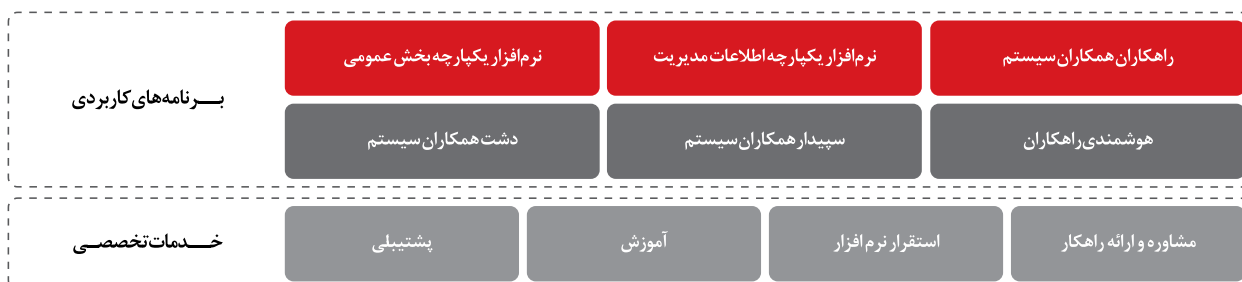 راهکاران همکاران سیستم
نرم‌افزار یکپارچه اطلاعات مدیریت
نرم‌افزار یکپارچه بخش عمومی
برنامه‌های کاربردی
هوشمندی راهکاران
سپیدار همکاران سیستم
دشت همکاران سیستم
مشاوره و ارائه راهکار
استقرار نرم افزار
آموزش
پشتیبلی
خدمات تخصصی